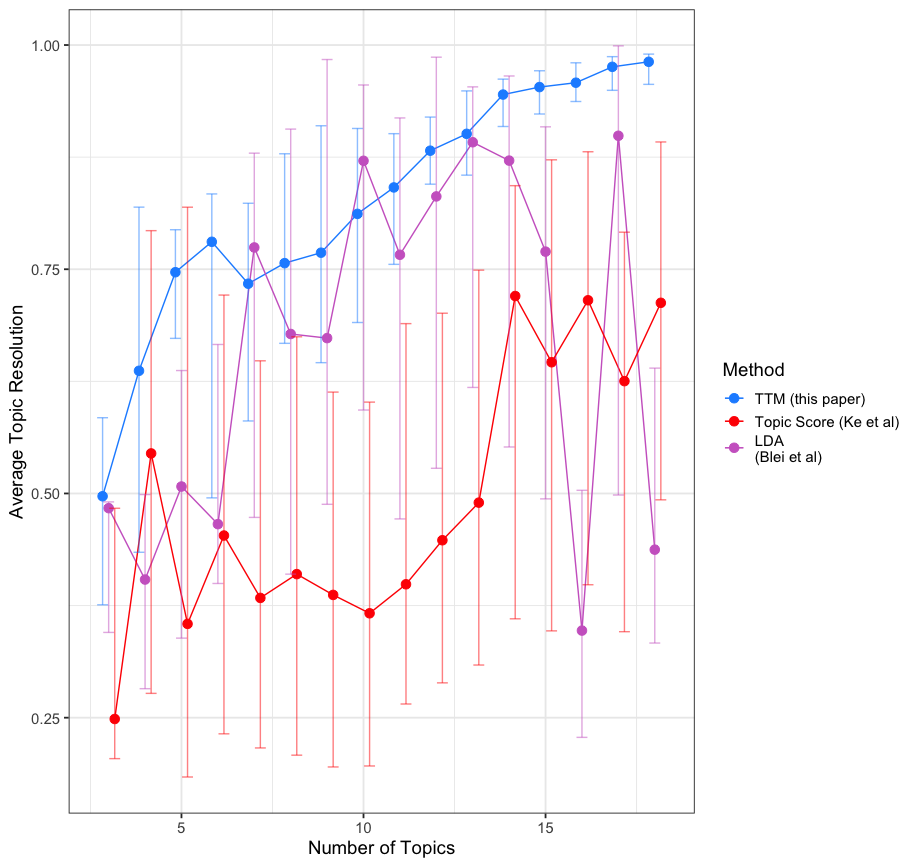 1.00
0.75
0.50
0.25
Average Topic Resolution
5
10
15
Number of Topics
Method
TTM (this paper)
Topic Score (Ke et al)
LDA
(Blei et al)